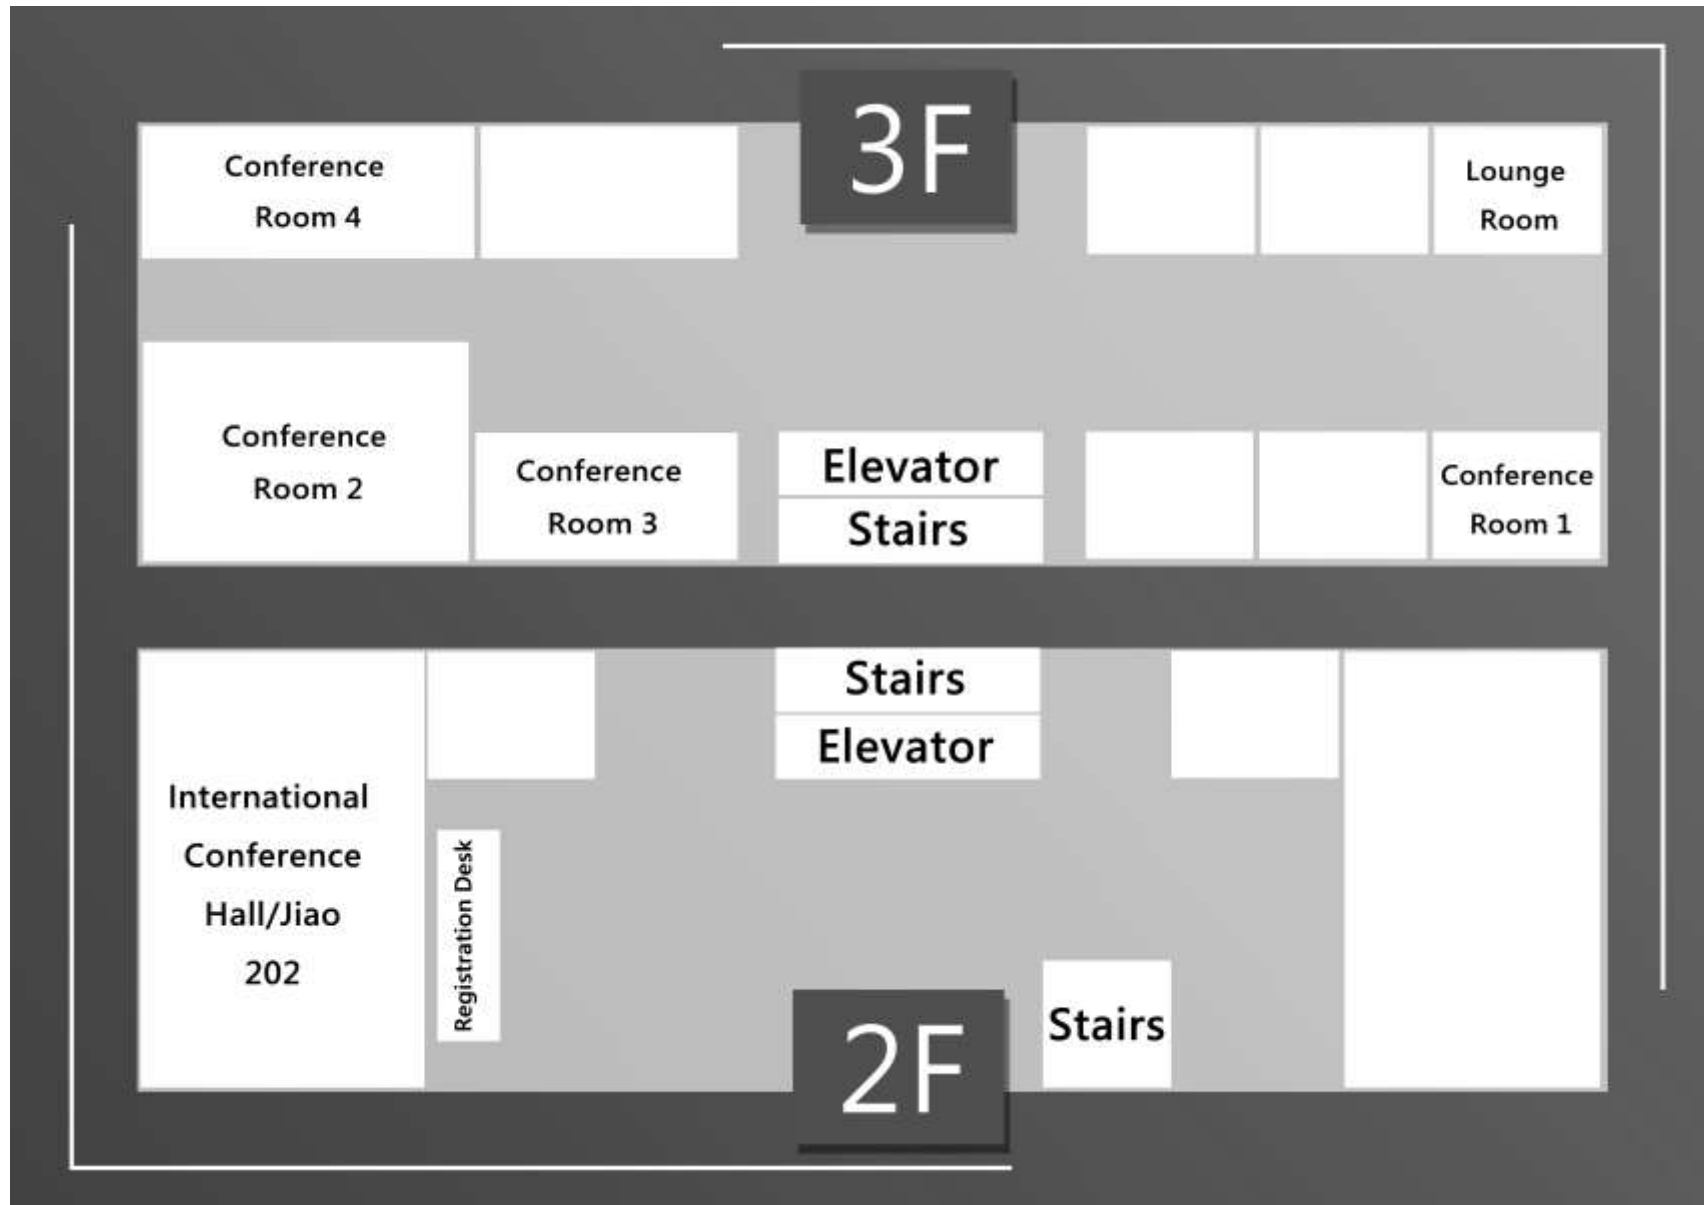 3F
Conference
Room 4
Lounge
Room
Conference
Room 2
Conference
Room 3
Elevator
Stairs
Conference
Room 1
Stairs
Elevator
International
Conference
Hall/Jiao
202
Registration Desk
Stairs
2F